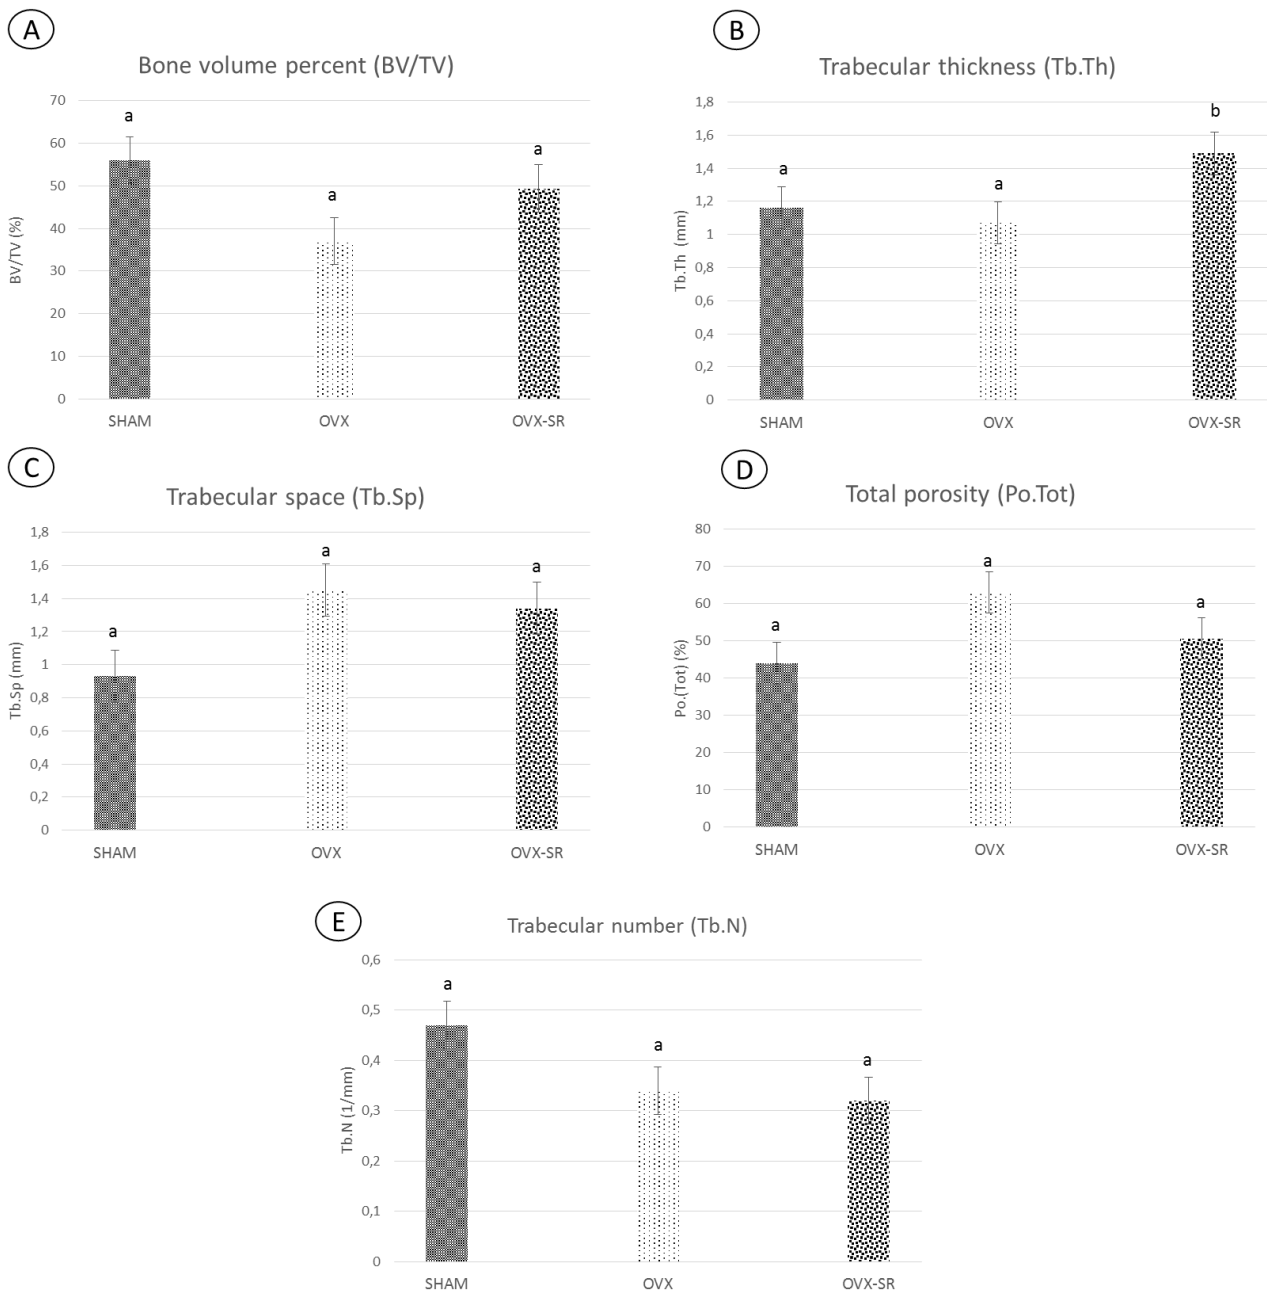 A
Bone volume percent (BV/TV)
BV/TV (%)
70
60
50
40
30
20
10
0
a
a
a
SHAM
OVX
OVX-SR
B
Trabecular thickness (Tb.Th)
Tb.Th (mm)
1,8
1,6
1,4
1,2
1
0,8
0,6
0,4
0,2
0
a
a
b
SHAM
OVX
OVX-SR
C
Trabecular space (Tb.Sp)
Tb.Sp (mm)
1,8
1,6
1,4
1,2
1
0,8
0,6
0,4
0,2
0
a
a
a
SHAM
OVX
OVX-SR
D
Total porosity (Po.Tot)
Po.(Tot) (%)
80
70
60
50
40
30
20
10
0
a
a
a
SHAM
OVX
OVX-SR
E
Trabecular number (Tb.N)
Tb.N (1/mm)
0,6
0,5
0,4
0,3
0,2
0,1
0
a
a
a
SHAM
OVX
OVX-SR